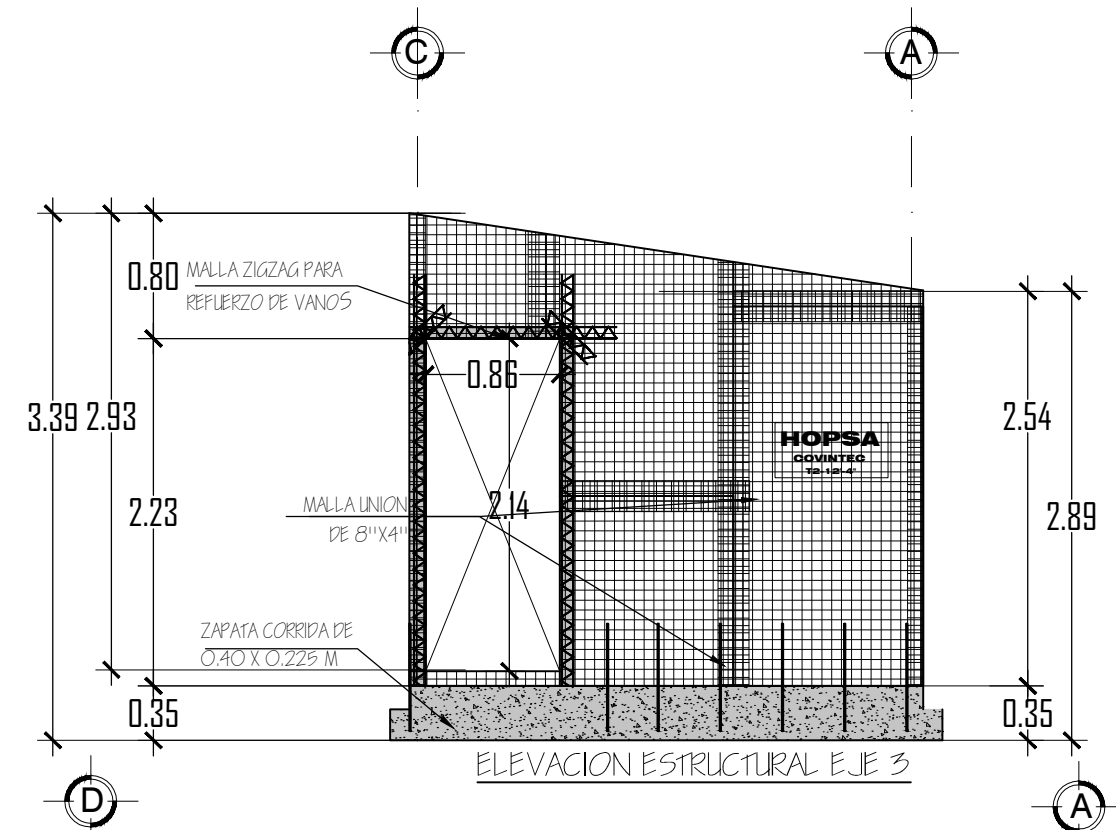 C
A
0.80
MALLA ZIGZAG PARA
REFUERZO DE VANOS
0.86
3.39
2.93
2.54
HOPSA
COVINTEC
T2-12'-4"
MALLA UNION
DE 8"X4"
2.14
2.23
2.89
ZAPATA CORRIDA DE
0.40 X 0.225 M
0.35
0.35
ELEVACION ESTRUCTURAL EJE 3
D
A